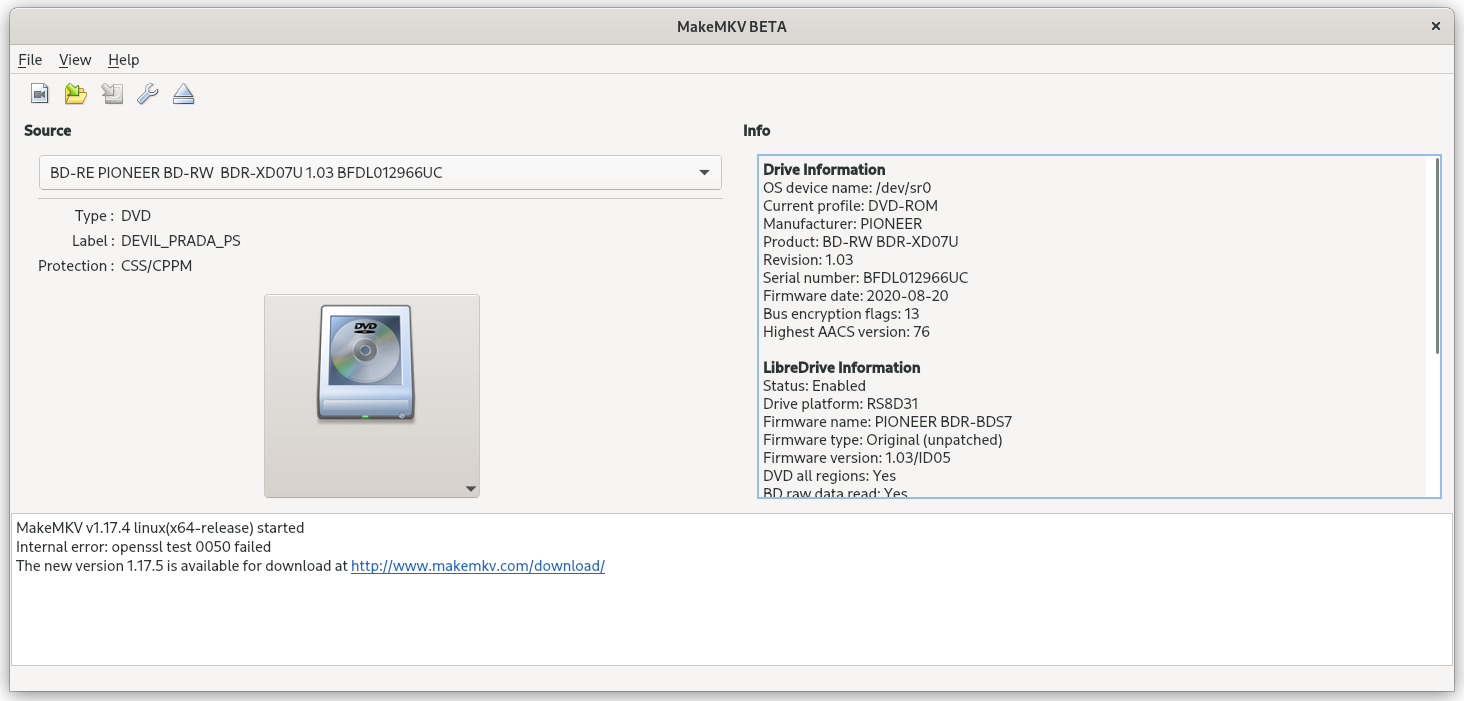 MakeMKV BETA
File View Help
Source
BD-RE PIONEER BD-RW  BDR-XD07U 1.03 BFDL012966UC
Type : DVD
Label : DEVIL_PRADA_PS
Protection : CSS/CPPM
DVD
Info
Drive Information
OS device name: /dev/sr0
Current profile: DVD-ROM
Manufacturer: PIONEER
Product: BD-RW BDR-XD07U
Revision: 1.03
Serial number: BFDL012966UC
Firmware date: 2020-08-20
Bus encryption flags: 13
Highest AACS version: 76
LibreDrive Information
Status: Enabled
Drive platform: RS8D31
Firmware name: PIONEER BDR-BDS7
Firmware type: Original (unpatched)
Firmware version: 1.03/ID05
DVD all regions: Yes
BD raw data read: Yes
MakeMKV v1.17.4 linux(x64-release) started
Internal error: openssl test 0050 failed
The new version 1.17.5 is available for download at http://www.makemkv.com/download/